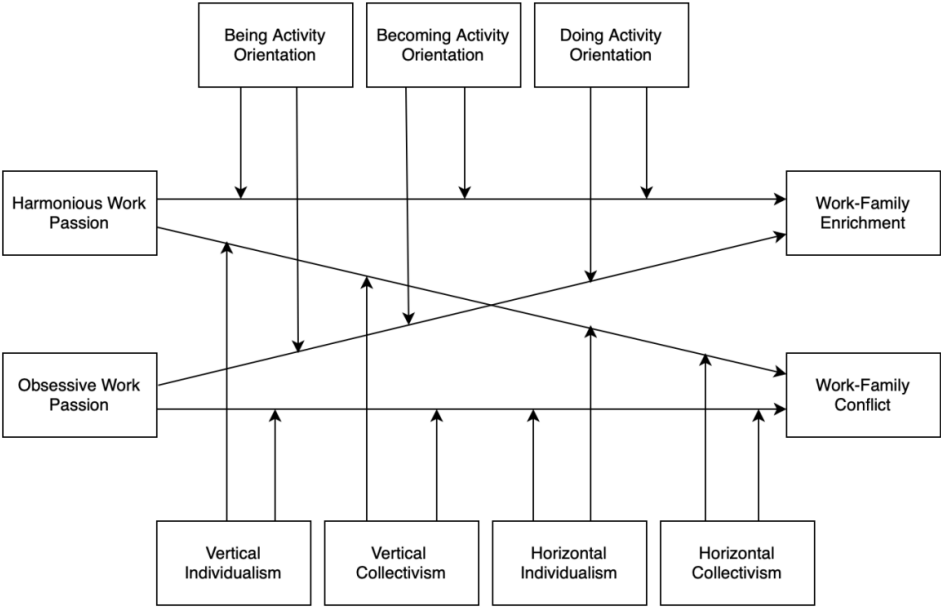 Being Activity
Orientation
Becoming Activity
Orientation
Doing Activity
Orientation
Harmonious Work
Passion
Work-Family
Enrichment
Obsessive Work
Passion
Work-Family
Conflict
Vertical
Individualism
Vertical
Collectivism
Horizontal
Individualism
Horizontal
Collectivism